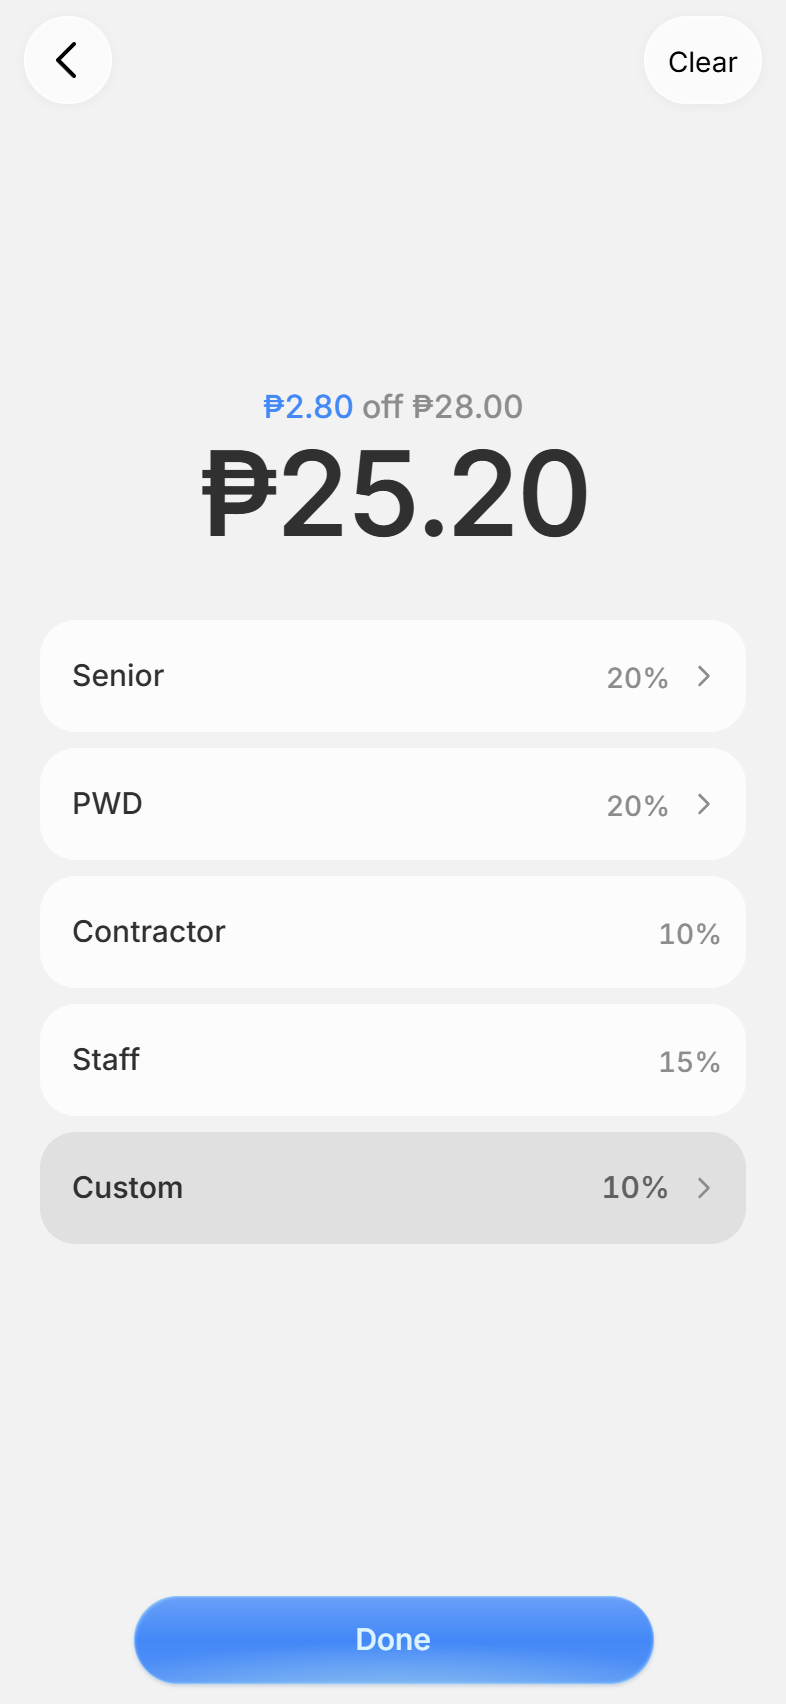 Clear
₱2.80 off ₱28.00
₱25.20
Senior 20%
PWD 20%
Contractor 10%
Staff 15%
Custom 10%
Done